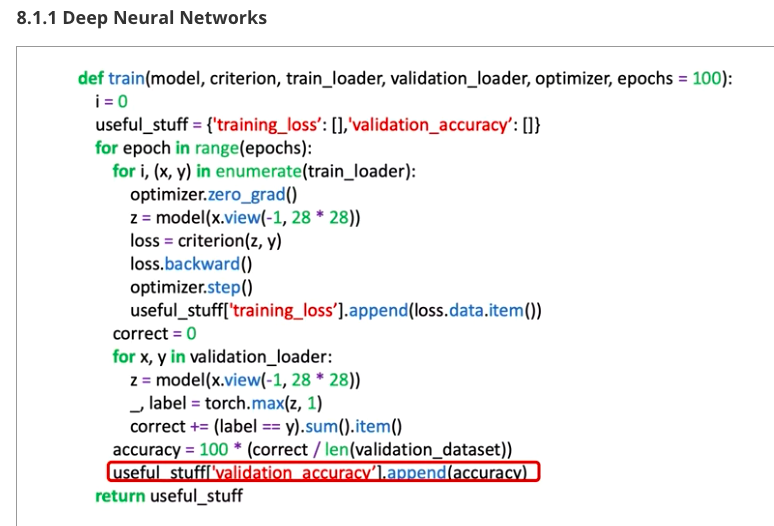 8.1.1 Deep Neural Networks
def train(model, criterion, train_loader, validation_loader, optimizer, epochs = 100):
i = 0
useful_stuff = {'training_loss’: [],'validation_accuracy’: []}
for epoch in range(epochs):
for i, (x, y) in enumerate(train_loader):
optimizer.zero_grad()
z = model(x.view(-1, 28 * 28))
loss = criterion(z, y)
loss.backward()
optimizer.step()
useful_stuff['training_loss’].append(loss.data.item())
correct = 0
for x, y in validation_loader:
z = model(x.view(-1, 28 * 28))
_, label = torch.max(z, 1)
correct += (label == y).sum().item()
accuracy = 100 * (correct / len(validation_dataset))
useful_stuff['validation_accuracy’].append(accuracy)
return useful_stuff